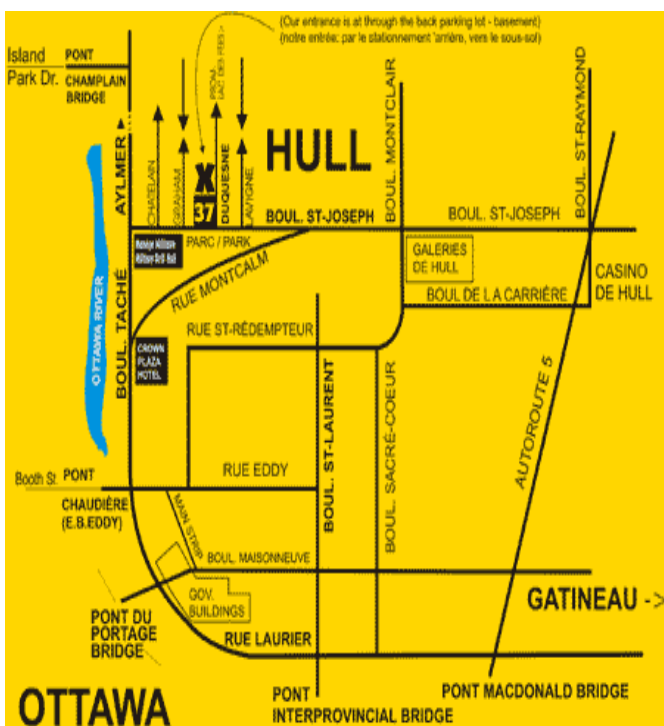 (Our entrance is at through the back parking lot - basement)
(notre entrée: par le stationnement 'arrière, vers le sous-sol)
Island
Park Dr.
PONT
CHAMPLAIN
BRIDGE
AYLMER
CHATELAIN
GRAHAM
X
37
DUQUESNE
LAVIGNE
HULL
BOUL. MONTCLAIR
BOUL. ST-RAYMOND
BOUL. ST-JOSEPH
BOUL. ST-JOSEPH
PARC / PARK
RUE MONTCALM
GALERIES
DE HULL
CASINO
DE HULL
BOUL DE LA CARRIÈRE
OTTAWA RIVER
BOUL. TACHÉ
RUE ST-RÉDEMPTEUR
CROWN
PLAZA
HOTEL
BOUL. ST-LAURENT
BOUL. SACRÉ-COEUR
AUTOROUTE 5
RUE EDDY
Booth St.
PONT
CHAUDIÈRE
(E.B.EDDY)
MAIN STRIP
BOUL. MAISONNEUVE
GOV.
BUILDINGS
GATINEAU ->
PONT DU
PORTAGE
BRIDGE
RUE LAURIER
OTTAWA
PONT
INTERPROVINCIAL BRIDGE
PONT MACDONALD BRIDGE